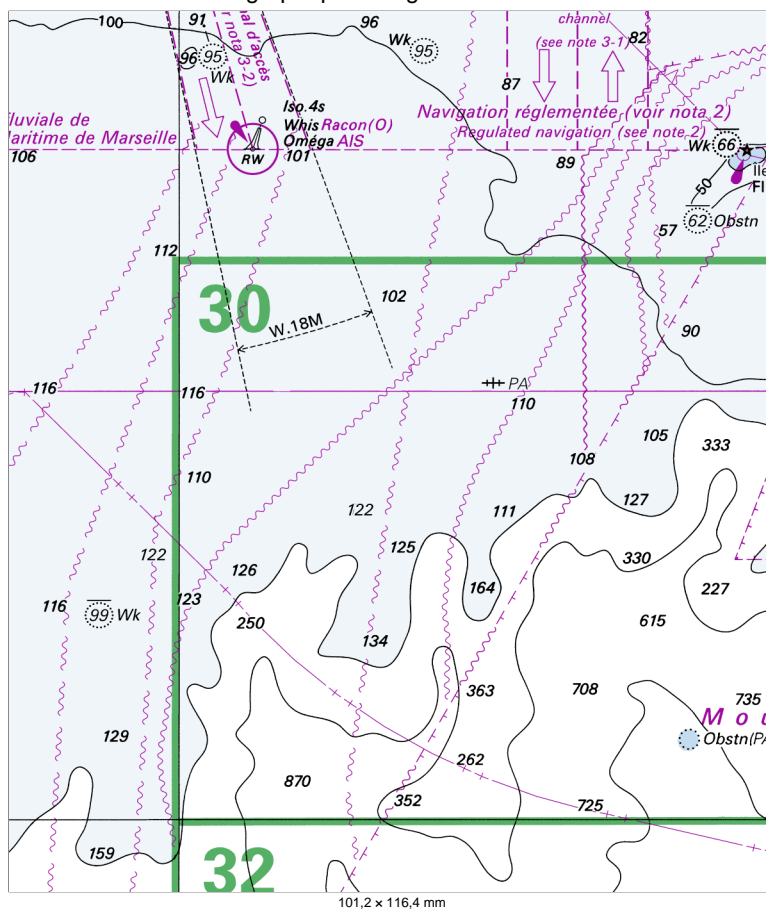 100
91
96
82
channel
(see note 3-1)
nal d'accès
r nota 3-2)
96
95
Wk
Wk
95
87
Iso.4s
Whis Racon(O)
Oméga AIS
RW
101
lluviale de
aritime de Marseille
106
Navigation réglementée (voir nota 2)
Regulated navigation (see note 2)
89
Wk 66
Île
Fl
50
62 Obstn
57
112
30
102
W.18M
90
116
116
PA
110
105
333
108
110
127
122
111
125
122
330
126
164
227
116
99 Wk
123
250
615
134
363
708
735
Mou
129
Obstn(PA
262
870
352
725
159
32
101,2 × 116,4 mm